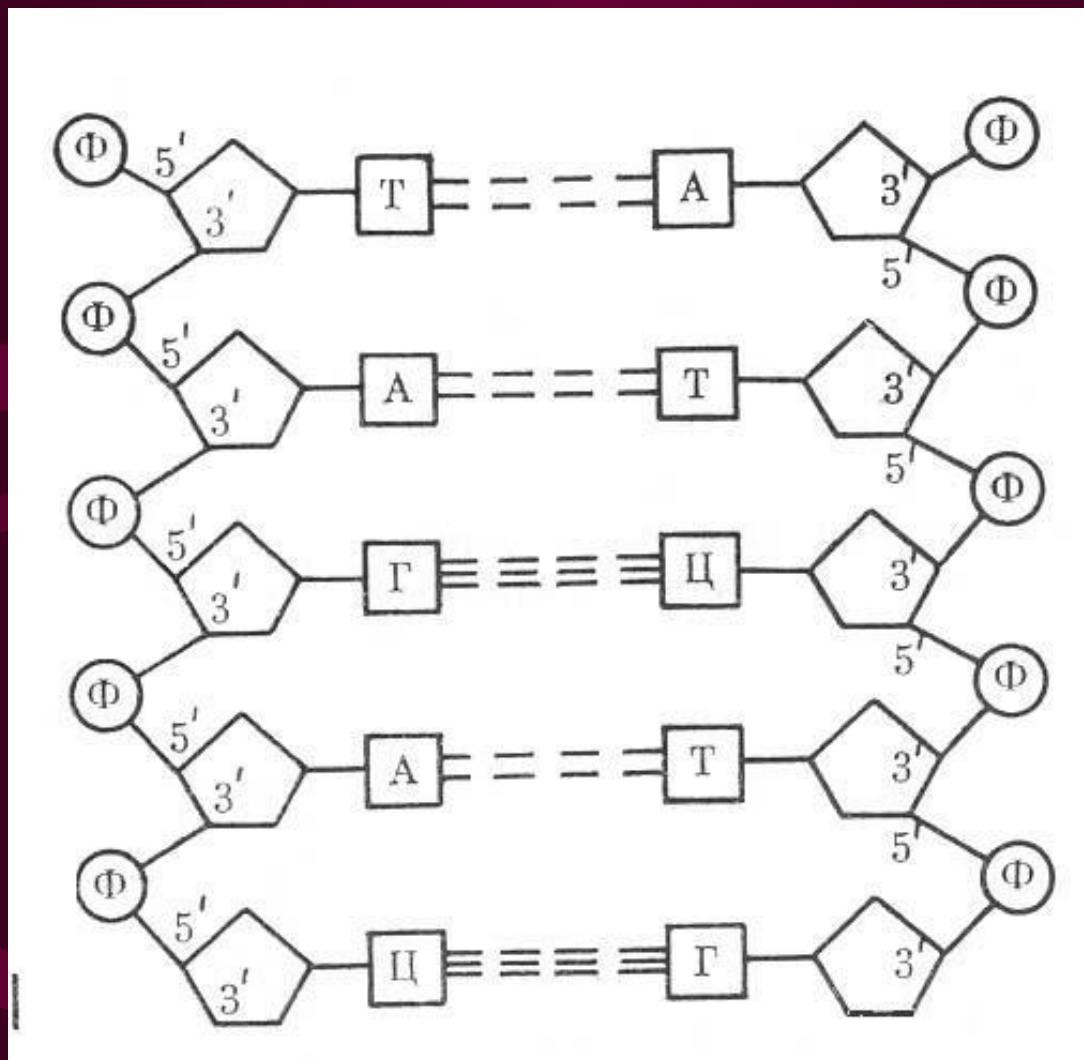 Ф 5' 3' Т А 3' 5' Ф
Ф 5' 3' А Т 3' 5' Ф
Ф 5' 3' Г Ц 3' 5' Ф
Ф 5' 3' А Т 3' 5' Ф
Ф 5' 3' Ц Г 3' Ф